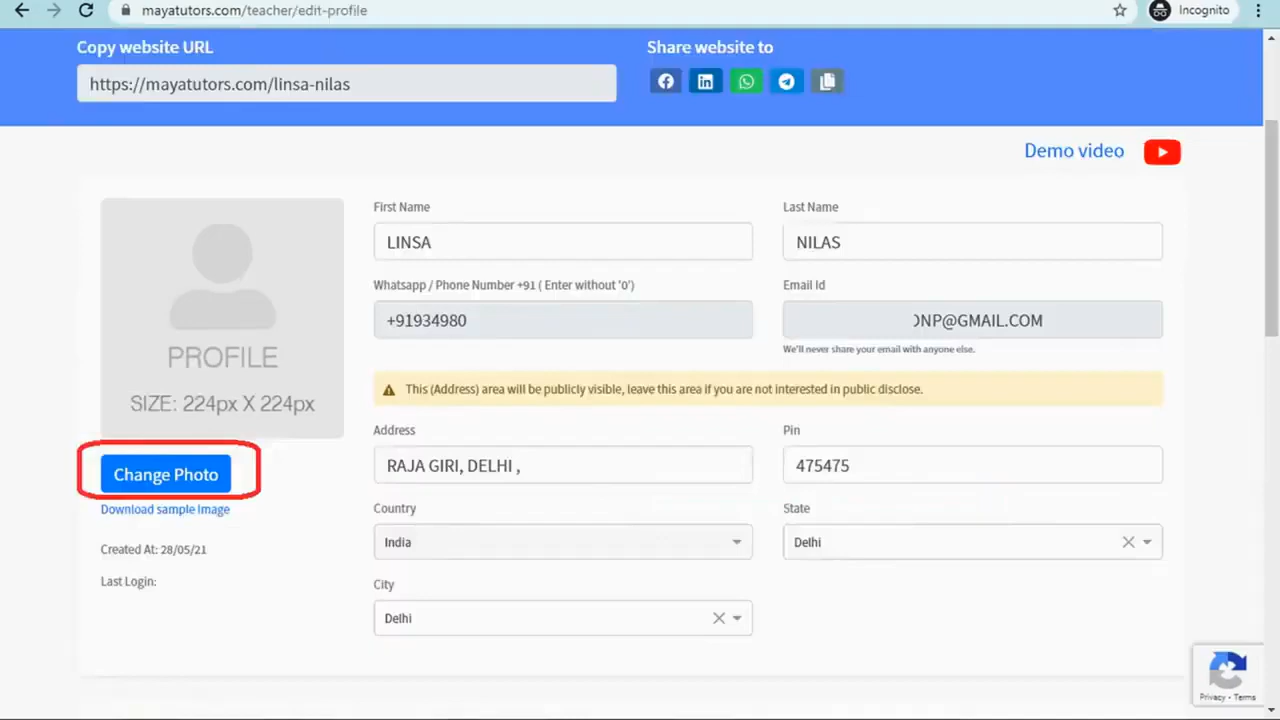 mayatutors.com/teacher/edit-profile
Incognito
Copy website URL
Share website to
https://mayatutors.com/linsa-nilas
Demo video
PROFILE
SIZE: 224px X 224px
Change Photo
Download sample Image
Created At: 28/05/21
Last Login:
First Name
Last Name
LINSA
NILAS
Whatsapp / Phone Number +91 ( Enter without '0')
Email Id
+91934980
NP@GMAIL.COM
We'll never share your email with anyone else.
This (Address) area will be publicly visible, leave this area if you are not interested in public disclose.
Address
Pin
RAJA GIRI, DELHI ,
475475
Country
State
India
Delhi
City
Delhi
Privacy - Terms